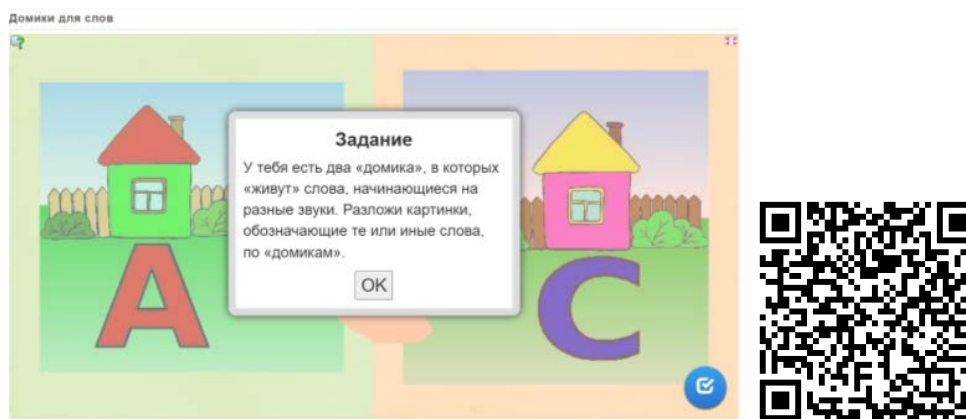 Домики для слов
Задание
У тебя есть два «домика», в которых
«живут» слова, начинающиеся на
разные звуки. Разложи картинки,
обозначающие те или иные слова,
по «домикам».
OK
А С